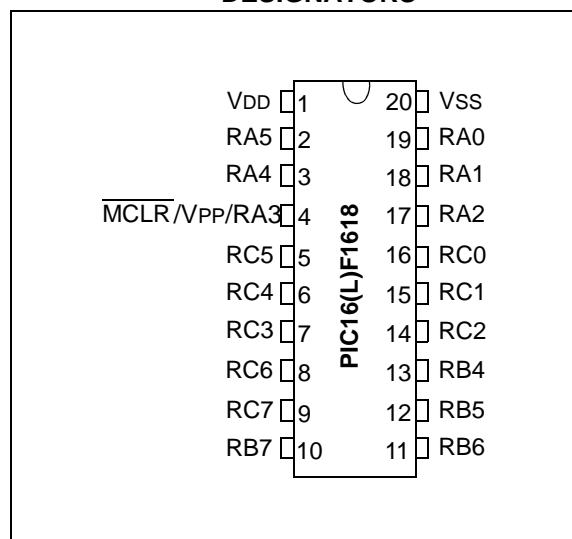 VDD 1 20 VSS
RA5 2 19 RA0
RA4 3 18 RA1
MCLR/VPP/RA3 4 17 RA2
RC5 5 16 RC0
RC4 6 15 RC1
RC3 7 14 RC2
RC6 8 13 RB4
RC7 9 12 RB5
RB7 10 11 RB6
PIC16(L)F1618